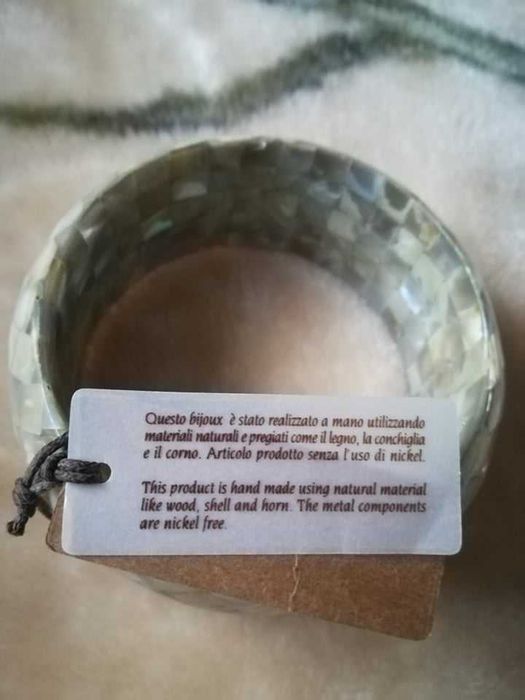 Questo bijoux è stato realizzato a mano utilizzando
materiali naturali e pregiati come il legno, la conchiglia
e il corno. Articolo prodotto senza l'uso di nickel.
This product is hand made using natural material
like wood, shell and horn. The metal components
are nickel free.